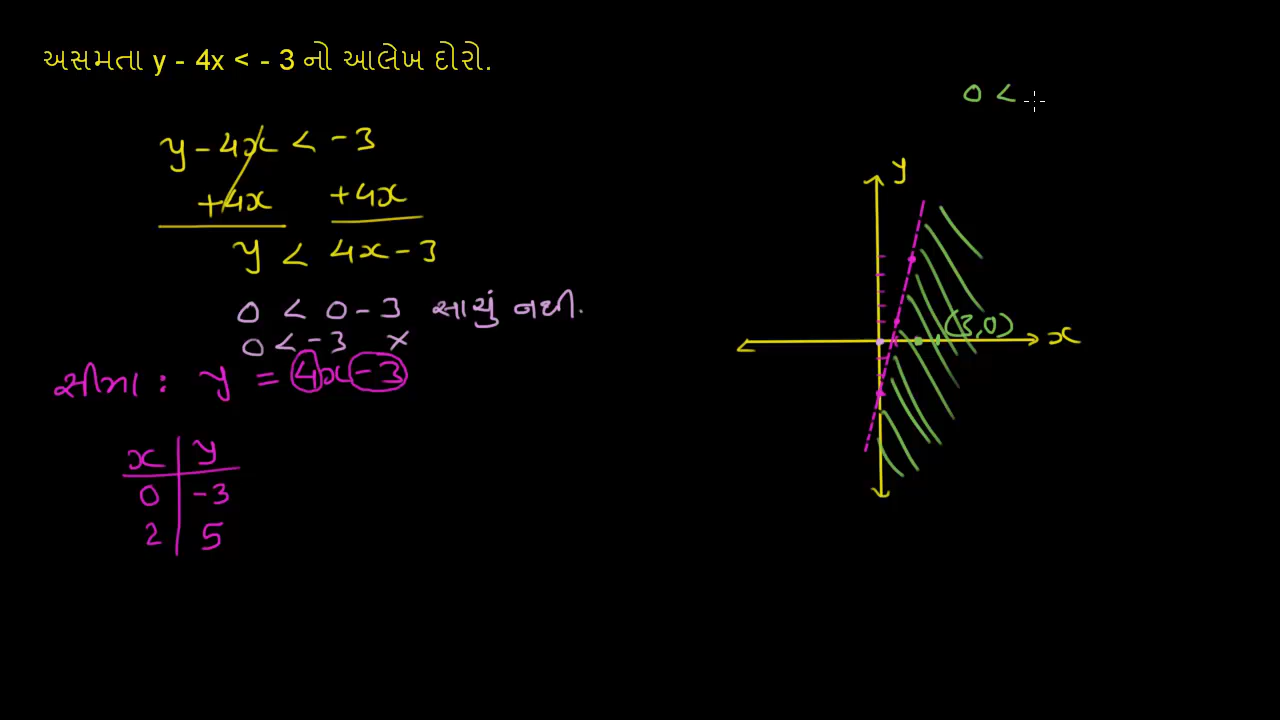 અસમતા y - 4x < - 3 નો આલેખ દોરો.
y - 4x < -3
+4x +4x
y < 4x - 3
0 < 0 - 3 સાચું નથી.
0 < -3 ×
સીમા : y = 4x - 3
x y
0 -3
2 5
0 <
y
(3,0)
x